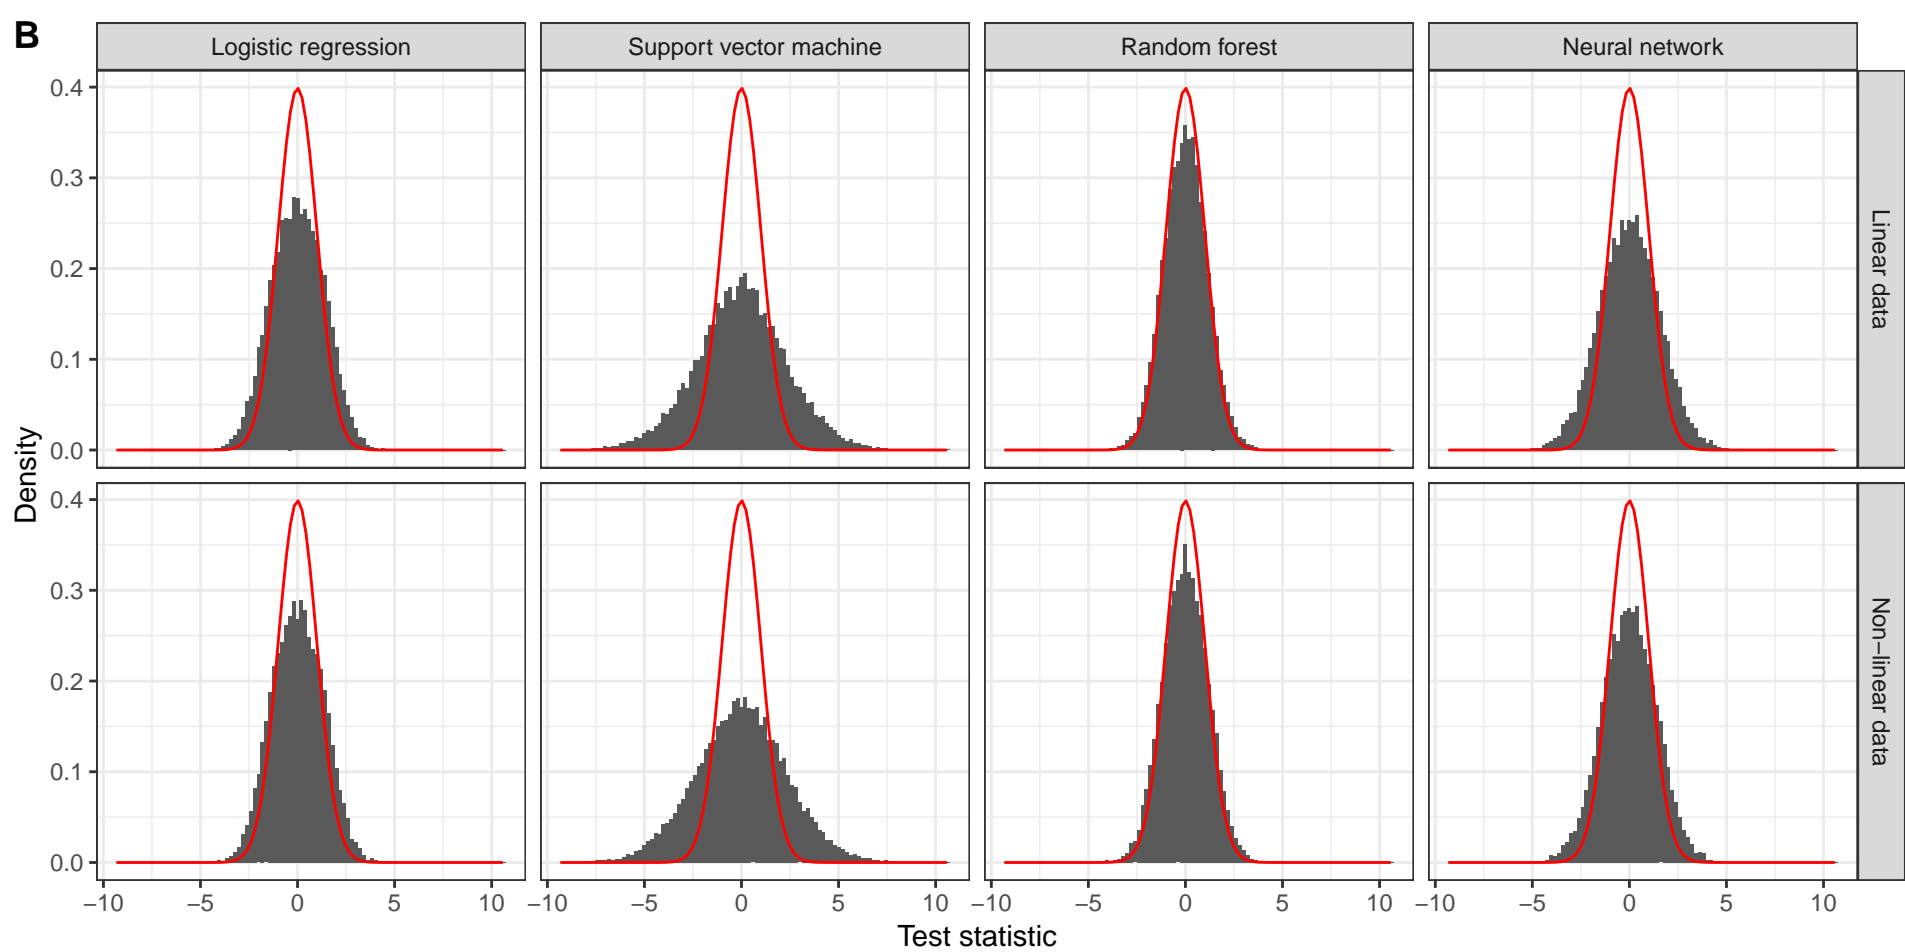 B
Logistic regression
Support vector machine
Random forest
Neural network
Density
0.4
0.3
0.2
0.1
0.0
Linear data
0.4
0.3
0.2
0.1
0.0
Non−linear data
−10 −5 0 5 10
−10 −5 0 5 10
−10 −5 0 5 10
−10 −5 0 5 10
Test statistic